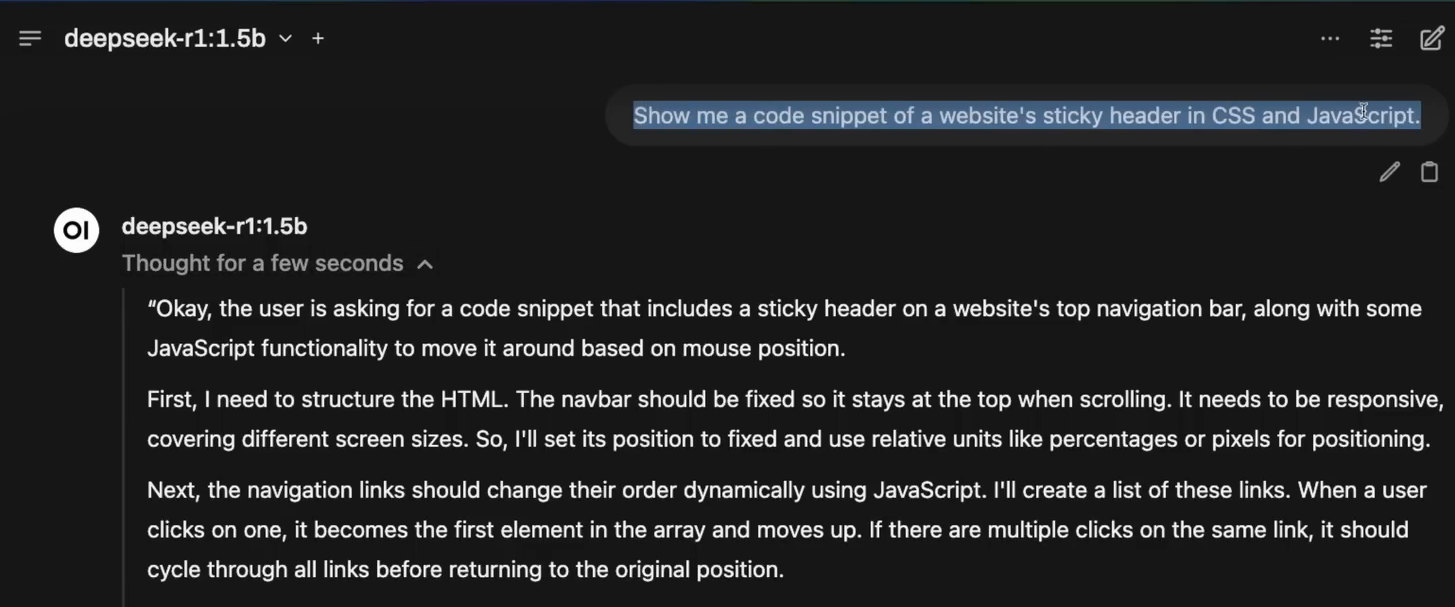 deepseek-r1:1.5b
Show me a code snippet of a website's sticky header in CSS and JavaScript.
OI
deepseek-r1:1.5b
Thought for a few seconds
“Okay, the user is asking for a code snippet that includes a sticky header on a website's top navigation bar, along with some
JavaScript functionality to move it around based on mouse position.
First, I need to structure the HTML. The navbar should be fixed so it stays at the top when scrolling. It needs to be responsive,
covering different screen sizes. So, I'll set its position to fixed and use relative units like percentages or pixels for positioning.
Next, the navigation links should change their order dynamically using JavaScript. I'll create a list of these links. When a user
clicks on one, it becomes the first element in the array and moves up. If there are multiple clicks on the same link, it should
cycle through all links before returning to the original position.